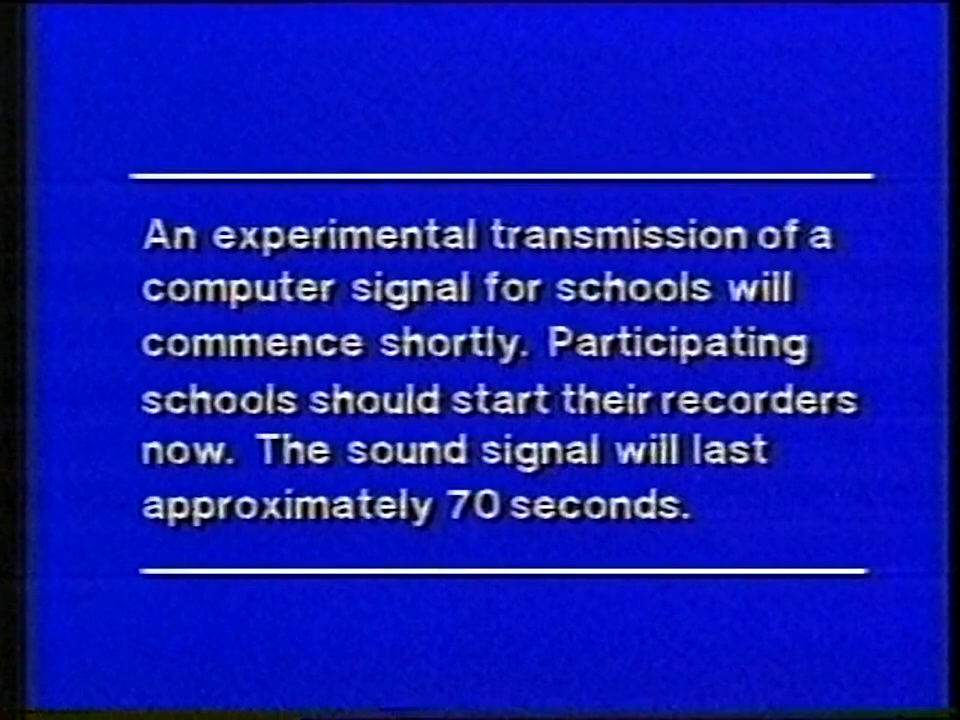 An experimental transmission of a
computer signal for schools will
commence shortly.  Participating
schools should start their recorders
now.  The sound signal will last
approximately 70 seconds.